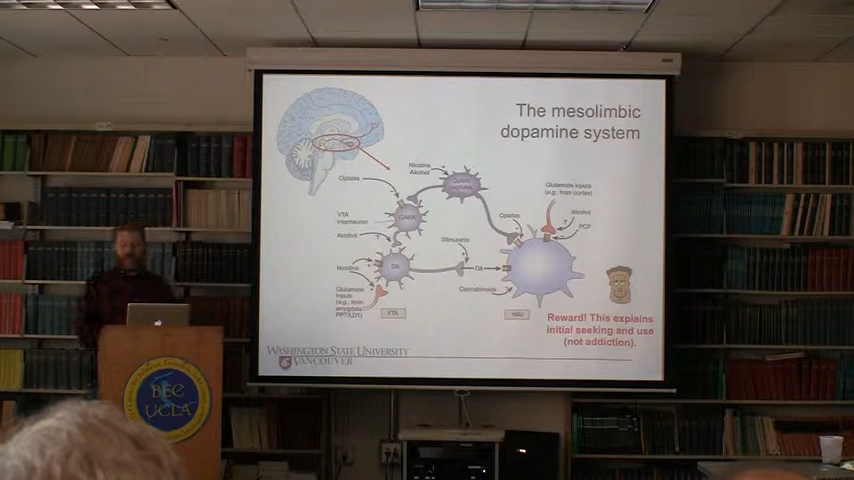 The mesolimbic
dopamine system
Nicotine
Alcohol
Opiates
Opioid
peptides
Glutamate inputs
(e.g., from cortex)
VTA
Interneuron
GABA
Opiates
Alcohol
PCP
Alcohol
?
?
Stimulants
Nicotine
DA
DA
Cannabinoids
Glutamate
inputs
(e.g., from
amygdala
PPT/LDT)
VTA
NAc
Reward! This explains
initial seeking and use
(not addiction).
WASHINGTON STATE UNIVERSITY
VANCOUVER
BEC
UCLA